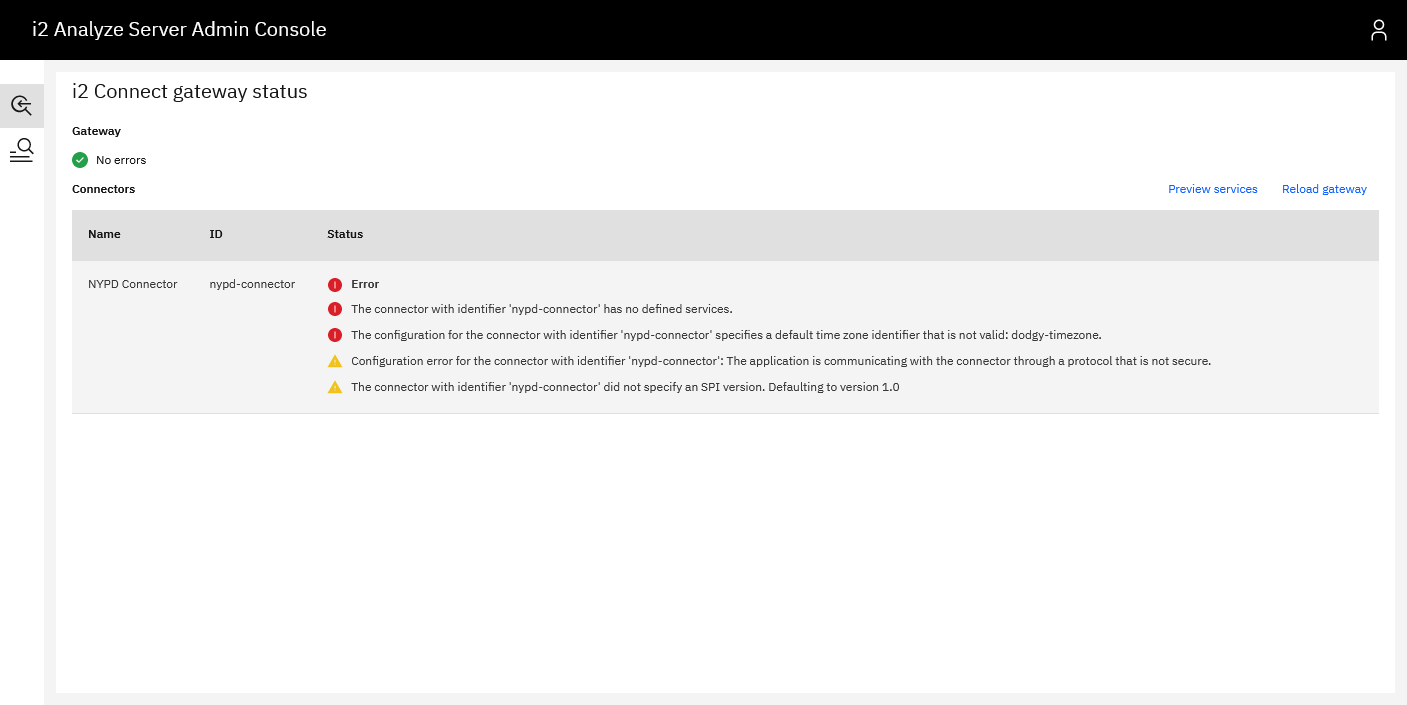 i2 Analyze Server Admin Console
i2 Connect gateway status
Gateway
No errors
Connectors
Preview services
Reload gateway
Name
ID
Status
NYPD Connector
nypd-connector
Error
The connector with identifier 'nypd-connector' has no defined services.
The configuration for the connector with identifier 'nypd-connector' specifies a default time zone identifier that is not valid: dodgy-timezone.
Configuration error for the connector with identifier 'nypd-connector': The application is communicating with the connector through a protocol that is not secure.
The connector with identifier 'nypd-connector' did not specify an SPI version. Defaulting to version 1.0